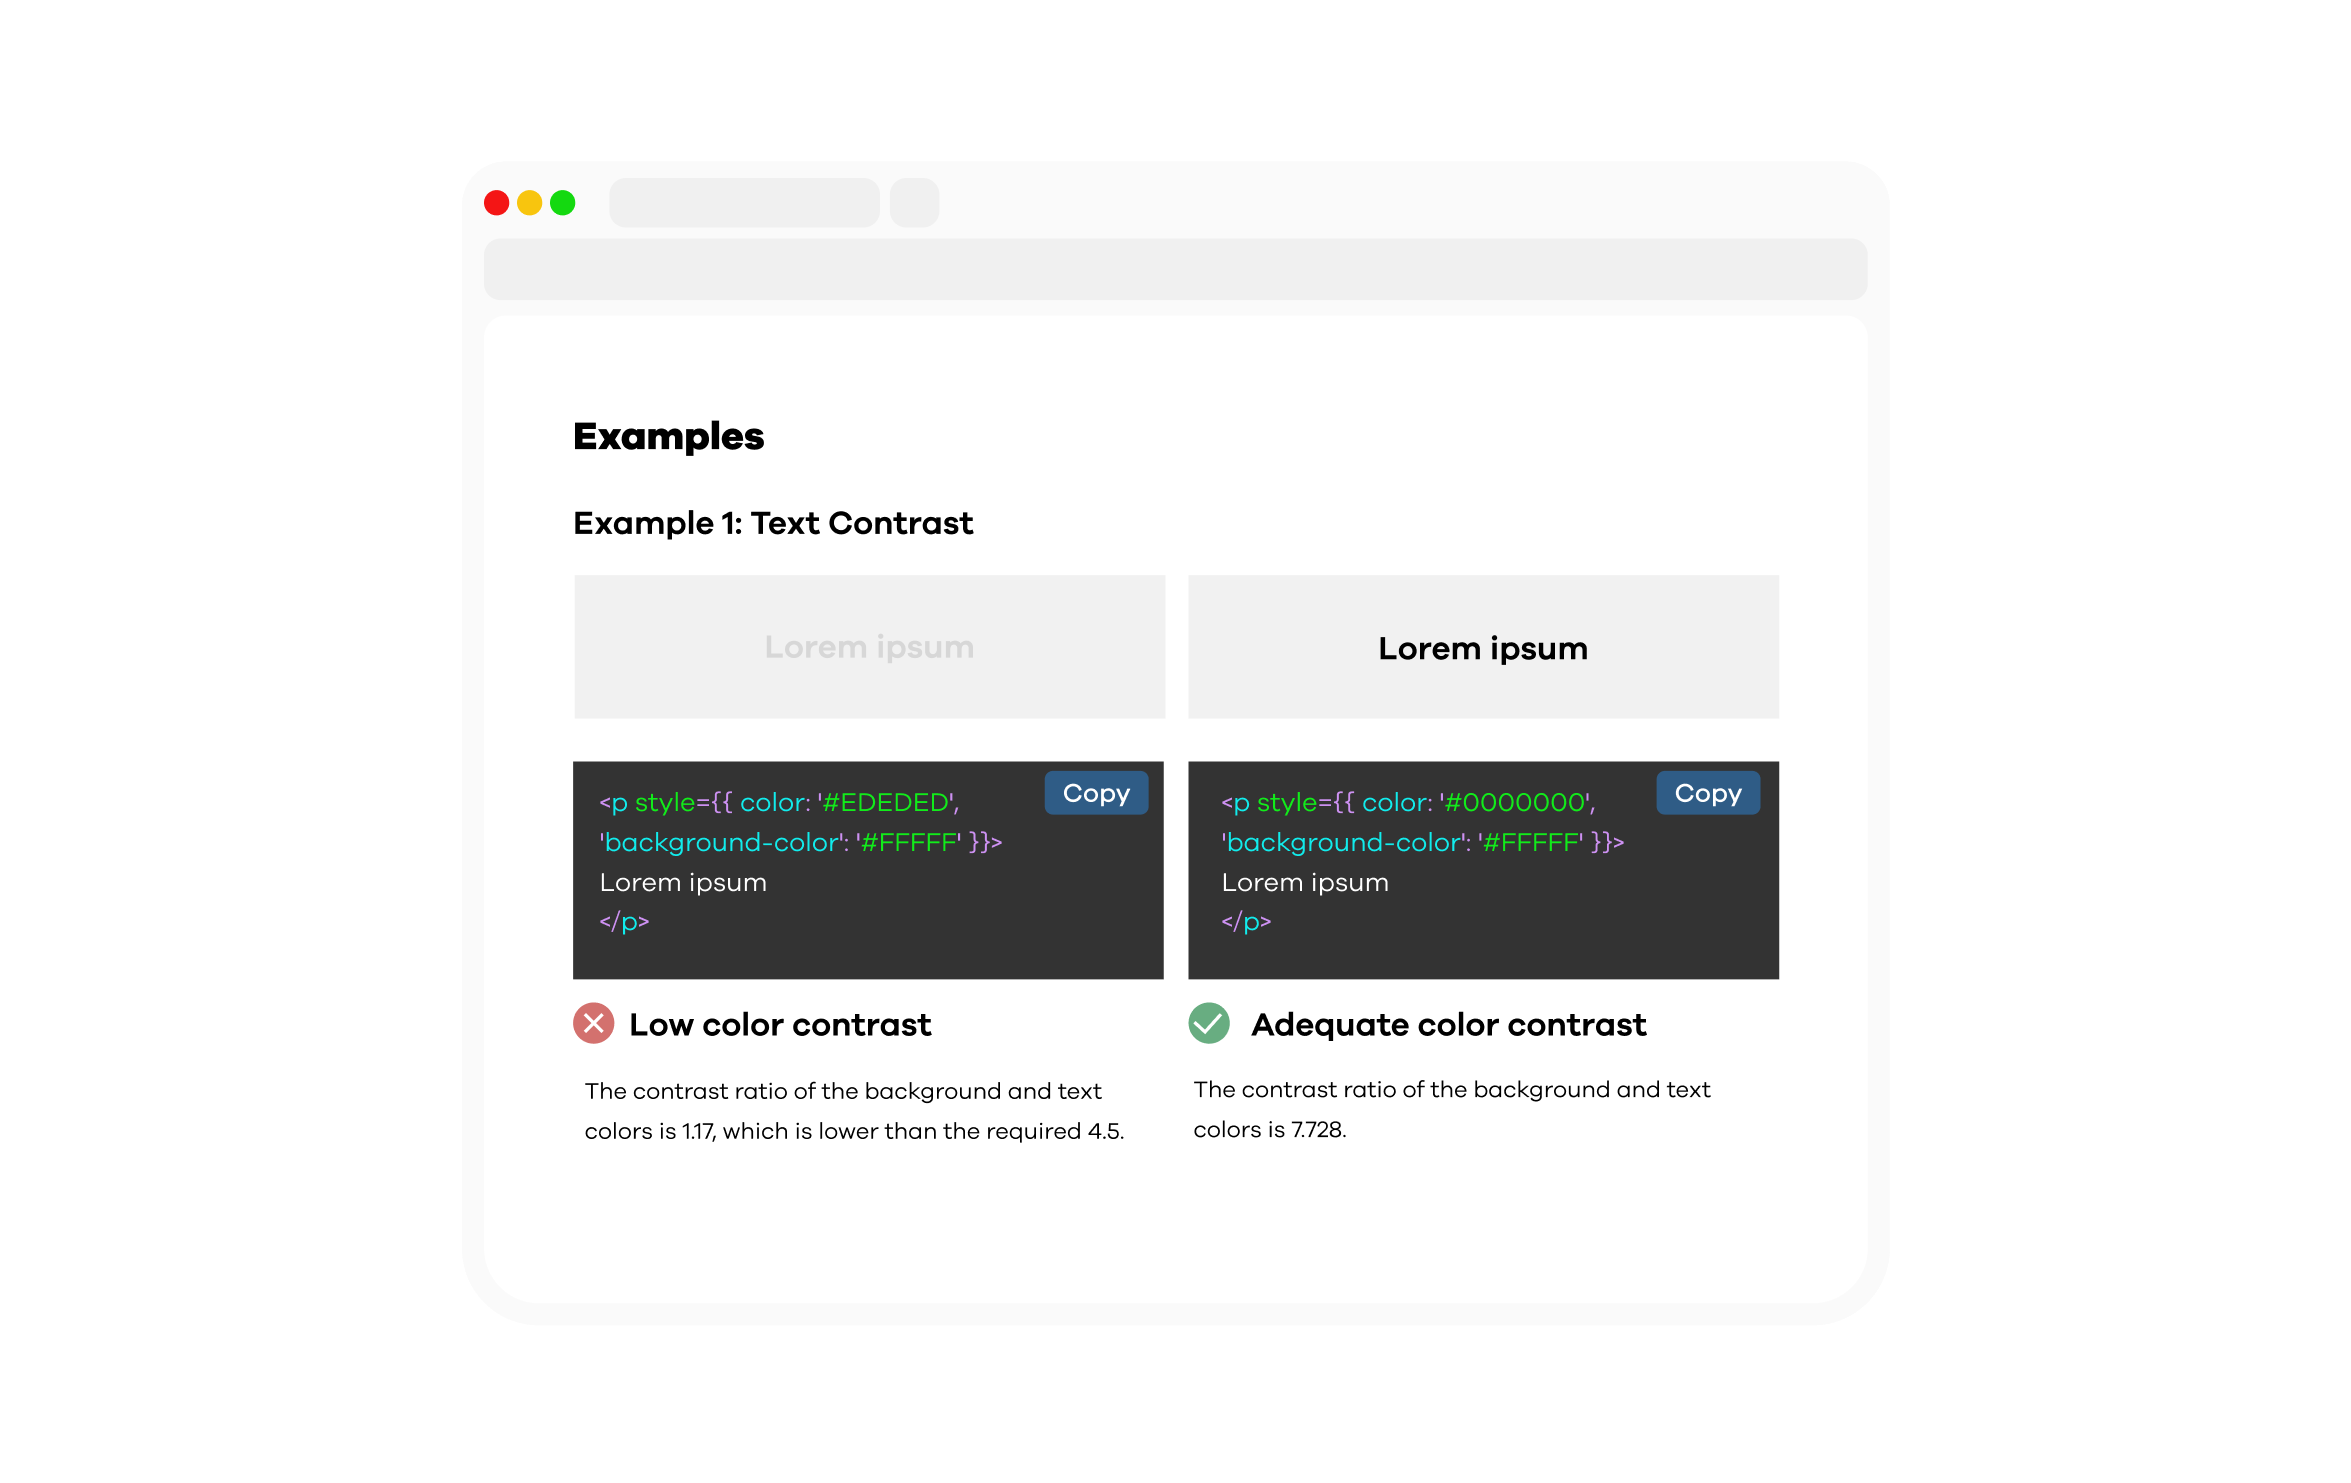 Examples
Example 1: Text Contrast
Lorem ipsum
Lorem ipsum
<p style={{ color: '#EDEDED',
'background-color': '#FFFFF' }}>
Lorem ipsum
</p>
Copy
<p style={{ color: '#0000000',
'background-color': '#FFFFF' }}>
Lorem ipsum
</p>
Copy
Low color contrast
The contrast ratio of the background and text
colors is 1.17, which is lower than the required 4.5.
Adequate color contrast
The contrast ratio of the background and text
colors is 7.728.